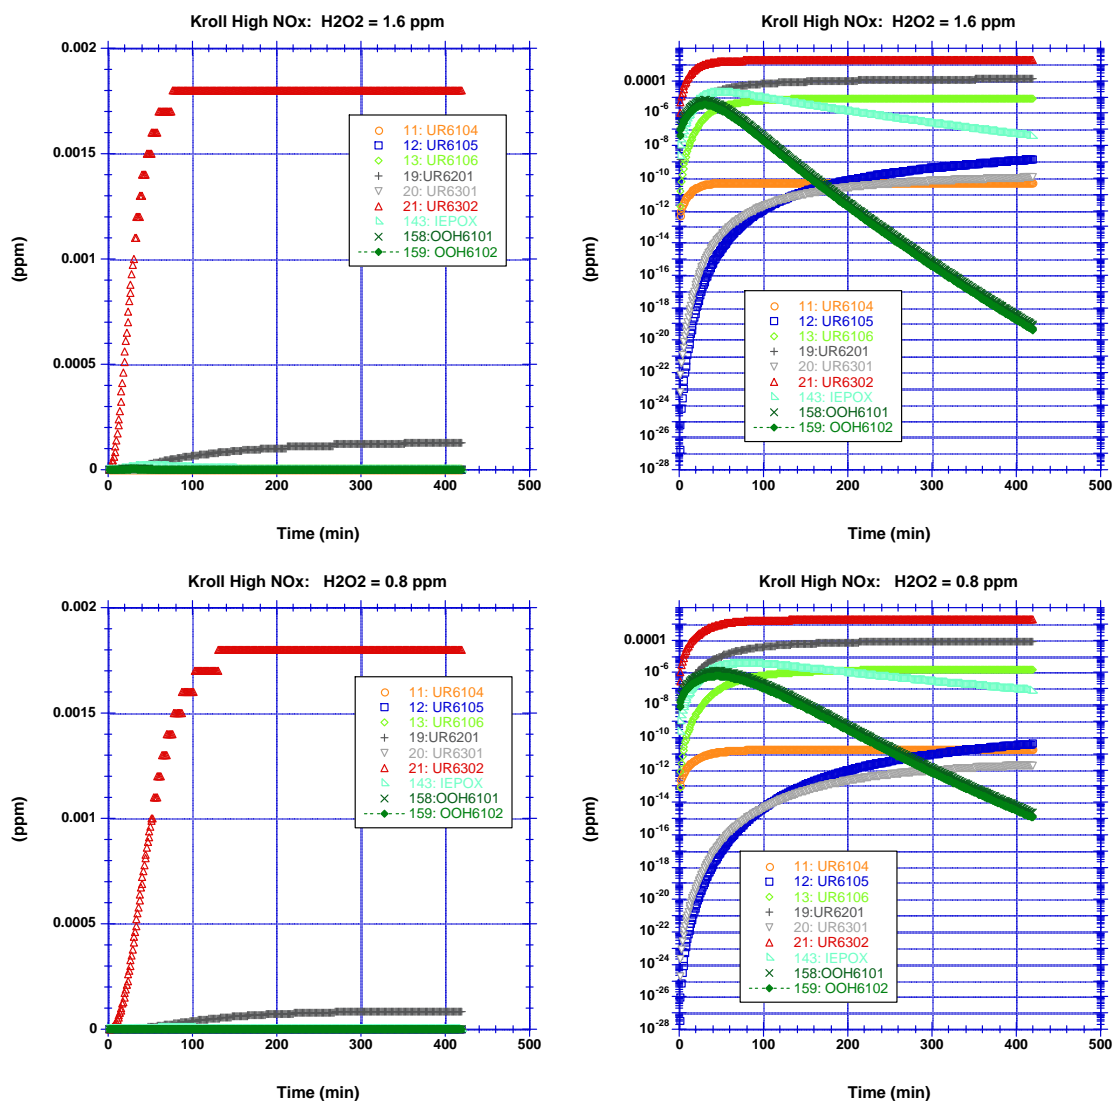 Kroll High NOx:  H2O2 = 1.6 ppm
0.002
0.0015
0.001
0.0005
0
(ppm)
11: UR6104
12: UR6105
13: UR6106
19:UR6201
20: UR6301
21: UR6302
143: IEPOX
158:OOH6101
159: OOH6102
0 100 200 300 400 500
Time (min)
Kroll High NOx:  H2O2 = 1.6 ppm
0.0001
10^-6
10^-8
10^-10
10^-12
10^-14
10^-16
10^-18
10^-20
10^-22
10^-24
10^-26
10^-28
(ppm)
11: UR6104
12: UR6105
13: UR6106
19:UR6201
20: UR6301
21: UR6302
143: IEPOX
158:OOH6101
159: OOH6102
0 100 200 300 400 500
Time (min)
Kroll High NOx:  H2O2 = 0.8 ppm
0.002
0.0015
0.001
0.0005
0
(ppm)
11: UR6104
12: UR6105
13: UR6106
19:UR6201
20: UR6301
21: UR6302
143: IEPOX
158:OOH6101
159: OOH6102
0 100 200 300 400 500
Time (min)
Kroll High NOx:  H2O2 = 0.8 ppm
0.0001
10^-6
10^-8
10^-10
10^-12
10^-14
10^-16
10^-18
10^-20
10^-22
10^-24
10^-26
10^-28
(ppm)
11: UR6104
12: UR6105
13: UR6106
19:UR6201
20: UR6301
21: UR6302
143: IEPOX
158:OOH6101
159: OOH6102
0 100 200 300 400 500
Time (min)